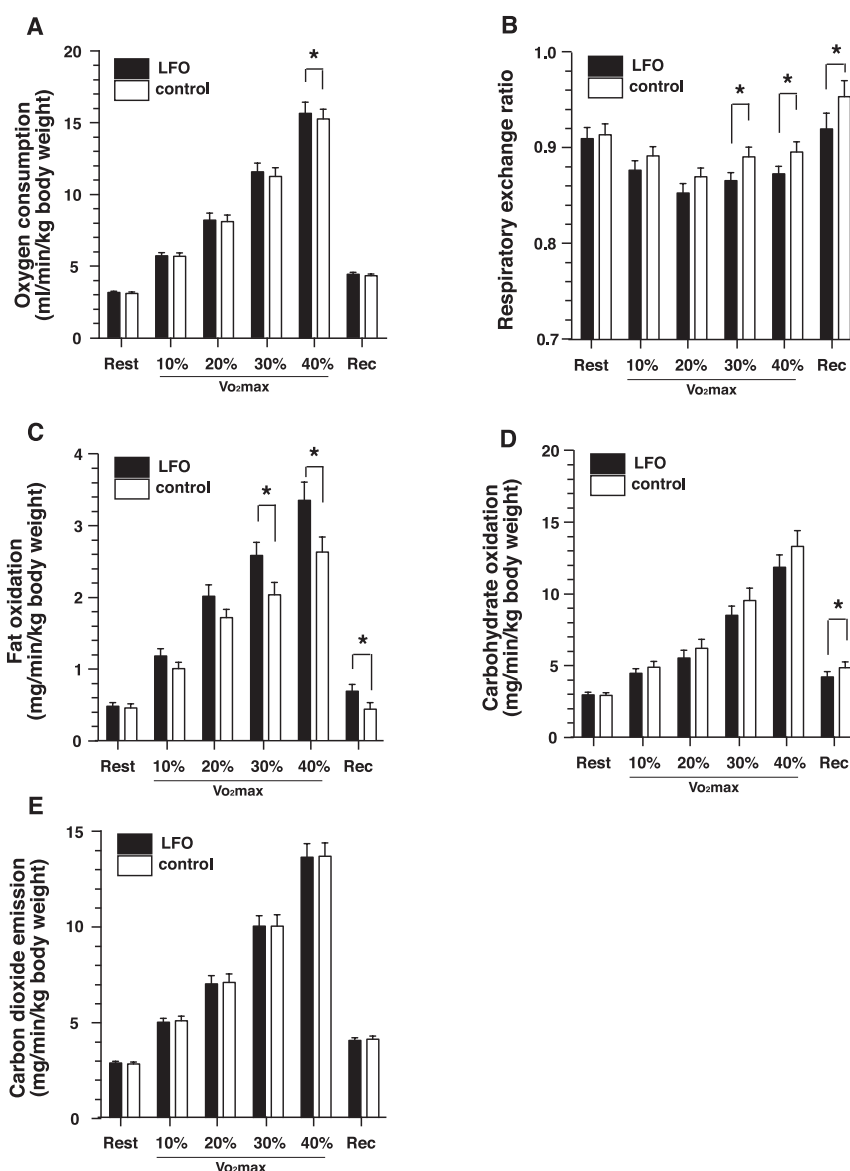 A
LFO
control
*
20
15
10
5
0
Oxygen consumption
(ml/min/kg body weight)
Rest 10% 20% 30% 40% Rec
Vo₂max
B
LFO
control
* * *
1.0
0.9
0.8
0.7
Respiratory exchange ratio
Rest 10% 20% 30% 40% Rec
Vo₂max
C
LFO
control
* * *
4
3
2
1
0
Fat oxidation
(mg/min/kg body weight)
Rest 10% 20% 30% 40% Rec
Vo₂max
D
LFO
control
*
20
15
10
5
0
Carbohydrate oxidation
(mg/min/kg body weight)
Rest 10% 20% 30% 40% Rec
Vo₂max
E
LFO
control
15
10
5
0
Carbon dioxide emission
(mg/min/kg body weight)
Rest 10% 20% 30% 40% Rec
Vo₂max